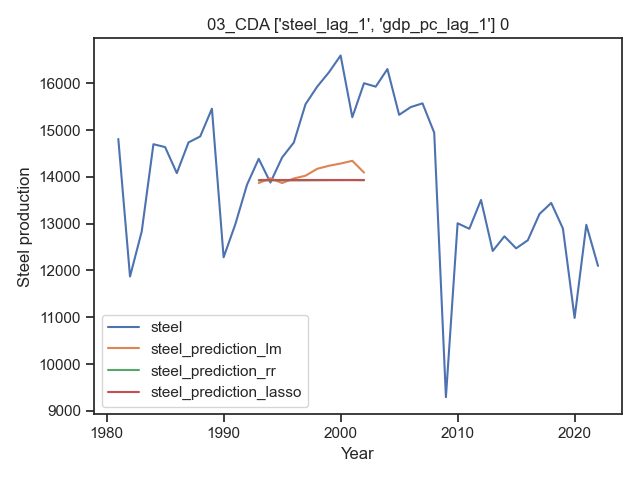 03_CDA ['steel_lag_1', 'gdp_pc_lag_1'] 0
Steel production
16000
15000
14000
13000
12000
11000
10000
9000
steel
steel_prediction_lm
steel_prediction_rr
steel_prediction_lasso
1980
1990
2000
2010
2020
Year